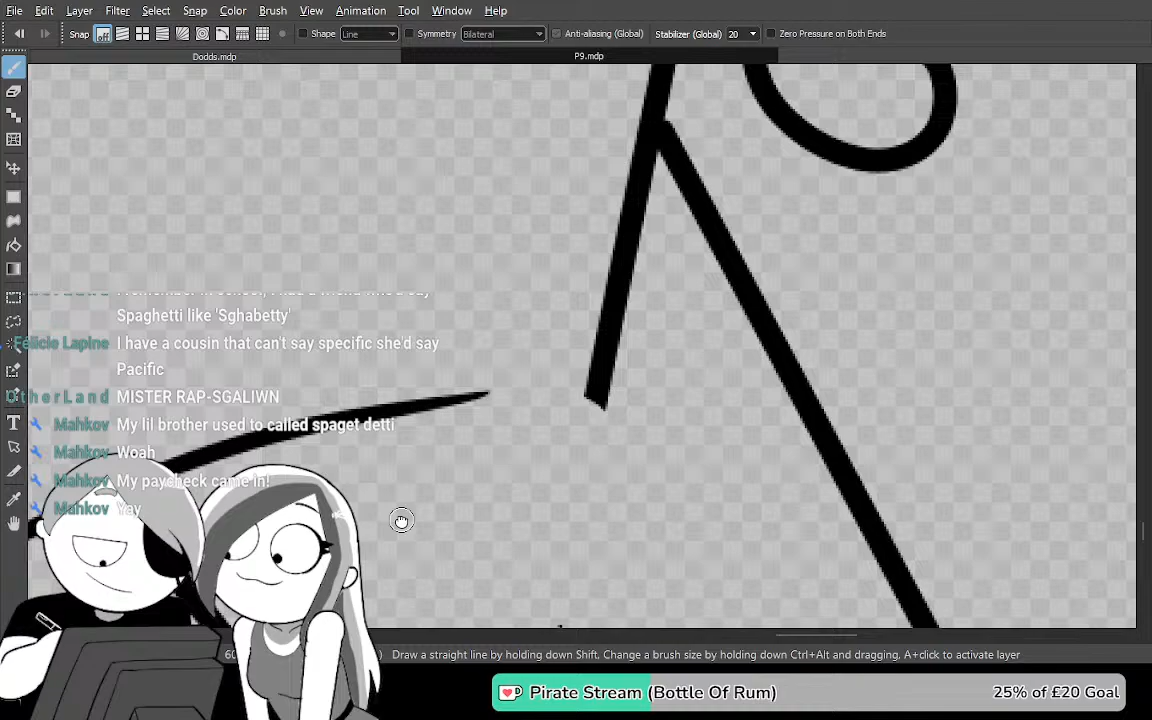 File Edit Layer Filter Select Snap Color Brush View Animation Tool Window Help
Snap off Shape Line Symmetry Bilateral Anti-aliasing (Global) Stabilizer (Global) 20 Zero Pressure on Both Ends
Dodds.mdp P9.mdp
Spaghetti like 'Sghabetty'
Félicie Lapine I have a cousin that can't say specific she'd say
Pacific
OtherLand MISTER RAP-SGALIWN
Mahkov My lil brother used to called spaget detti
Mahkov Woah
Mahkov My paycheck came in!
Mahkov Yay
Draw a straight line by holding down Shift, Change a brush size by holding down Ctrl+Alt and dragging, A+click to activate layer
Pirate Stream (Bottle Of Rum) 25% of £20 Goal